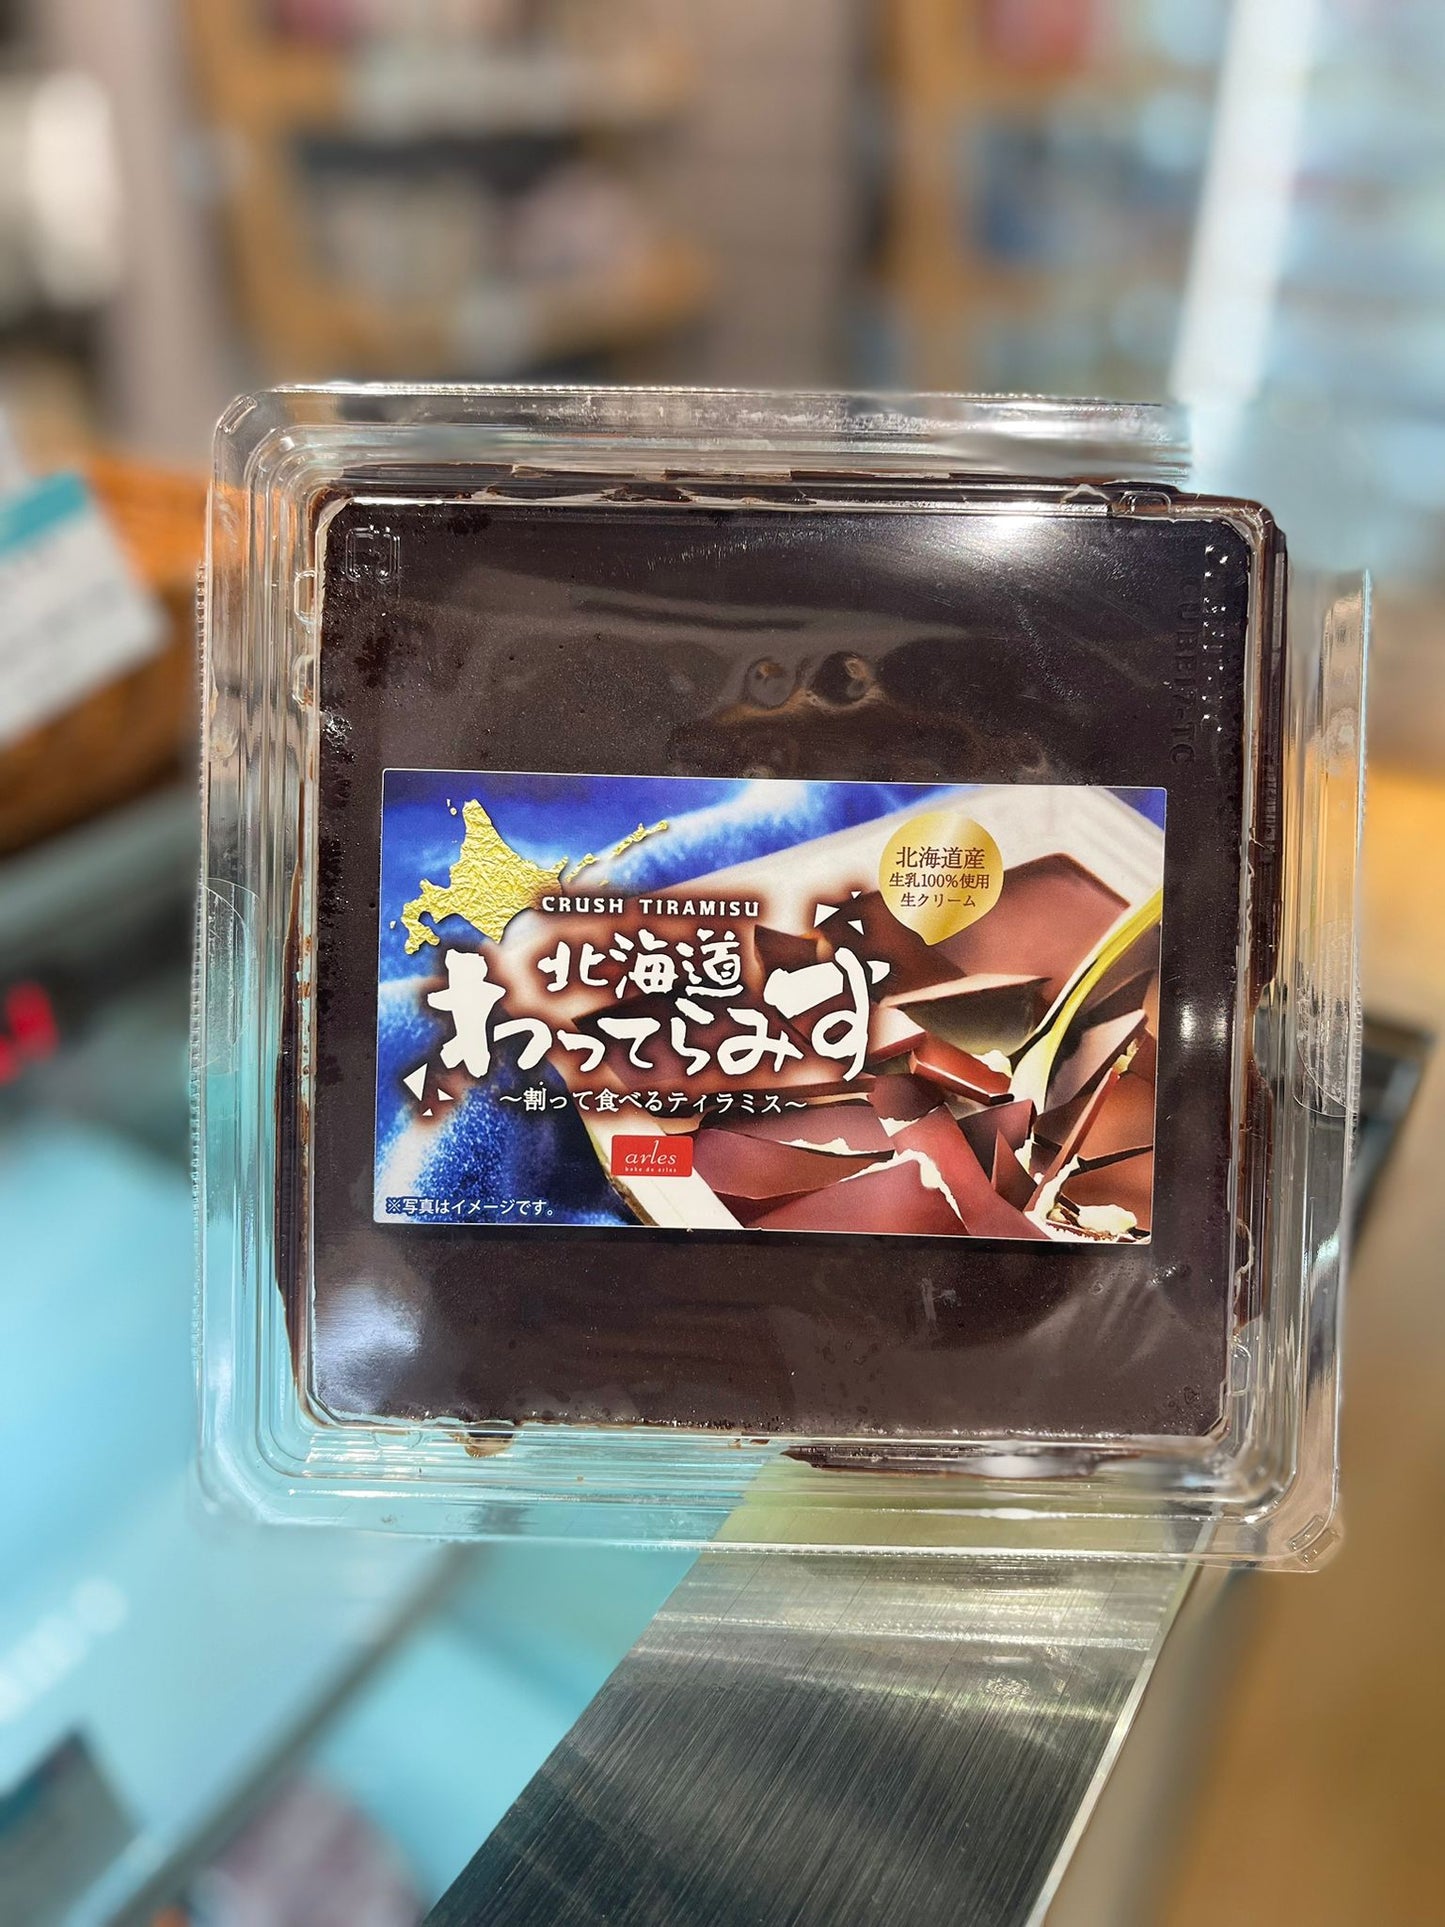 CRUSH TIRAMISU
北海道
わってらみす
〜割って食べるティラミス〜
北海道産
生乳100%使用
生クリーム
arles
bake de arles
※写真はイメージです。